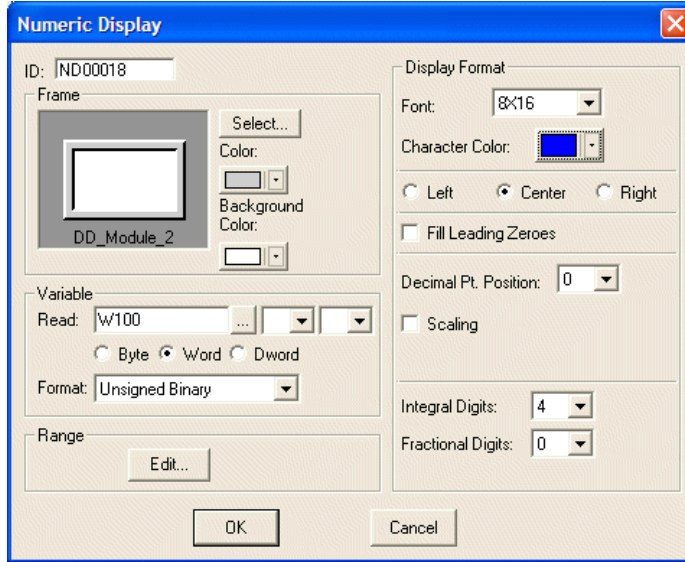 Numeric Display
ID: ND00018
Frame
Select...
Color:
Background
Color:
DD_Module_2
Variable
Read: W100 ...
Byte Word Dword
Format: Unsigned Binary
Range
Edit...
Display Format
Font: 8X16
Character Color:
Left Center Right
Fill Leading Zeroes
Decimal Pt. Position: 0
Scaling
Integral Digits: 4
Fractional Digits: 0
OK Cancel